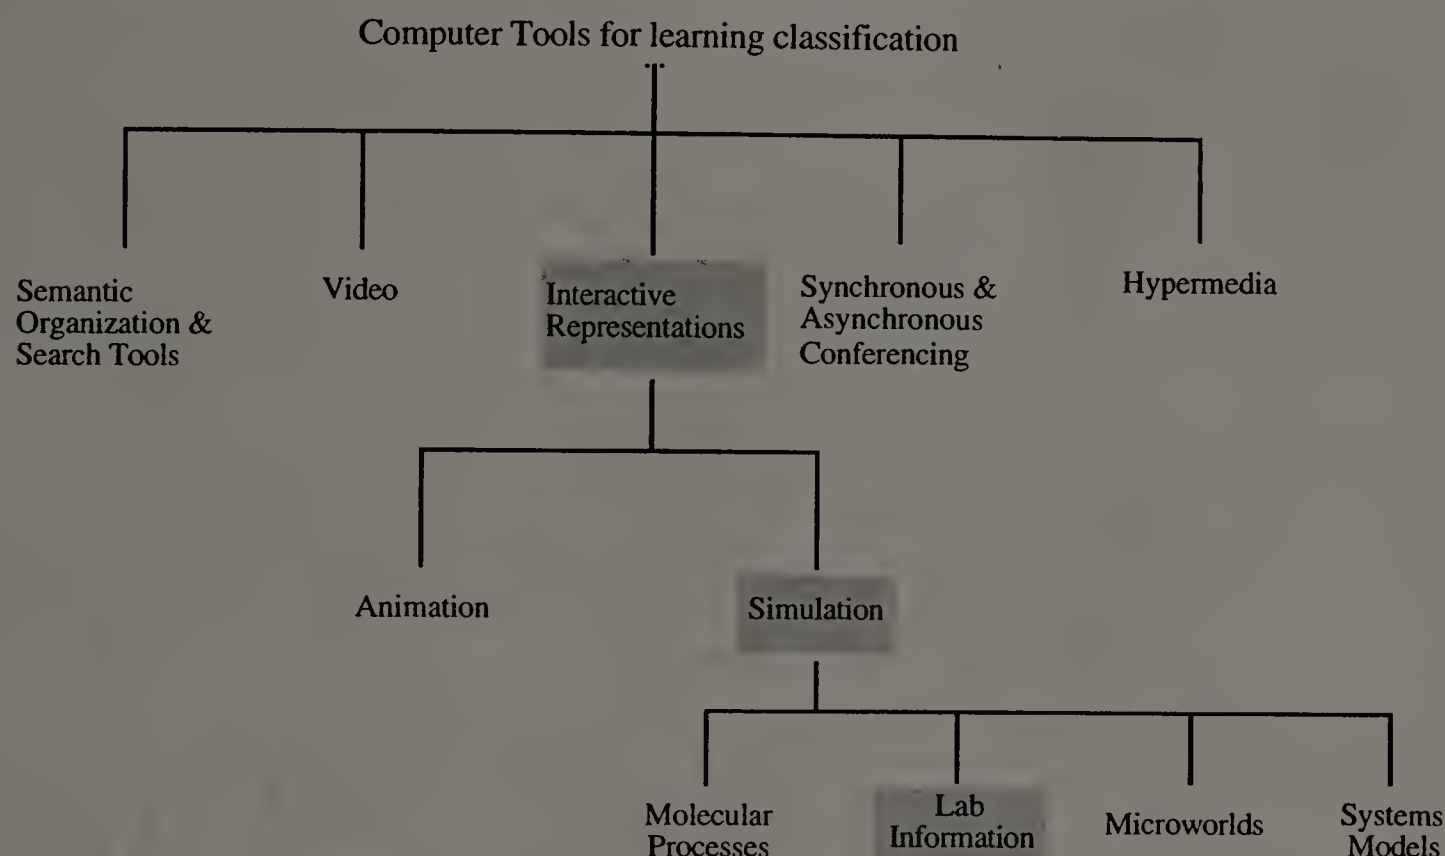 Computer Tools for learning classification
Semantic
Organization &
Search Tools
Video
Interactive
Representations
Synchronous &
Asynchronous
Conferencing
Hypermedia
Animation
Simulation
Molecular
Processes
Lab
Information
Microworlds
Systems
Models